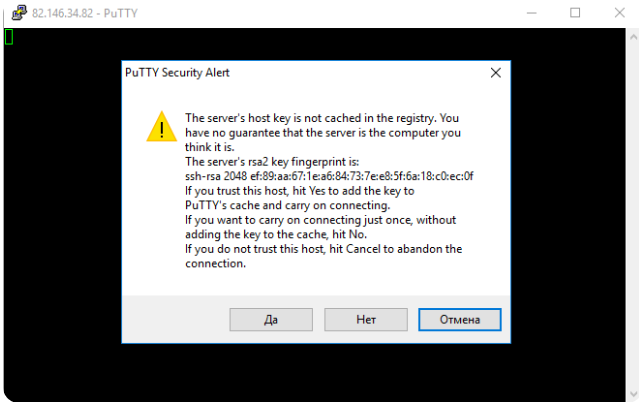 82.146.34.82 - PuTTY
PuTTY Security Alert
The server's host key is not cached in the registry. You
have no guarantee that the server is the computer you
think it is.
The server's rsa2 key fingerprint is:
ssh-rsa 2048 ef:89:aa:67:1e:a6:84:73:7e:e8:5f:6a:18:c0:ec:0f
If you trust this host, hit Yes to add the key to
PuTTY's cache and carry on connecting.
If you want to carry on connecting just once, without
adding the key to the cache, hit No.
If you do not trust this host, hit Cancel to abandon the
connection.
Да
Нет
Отмена